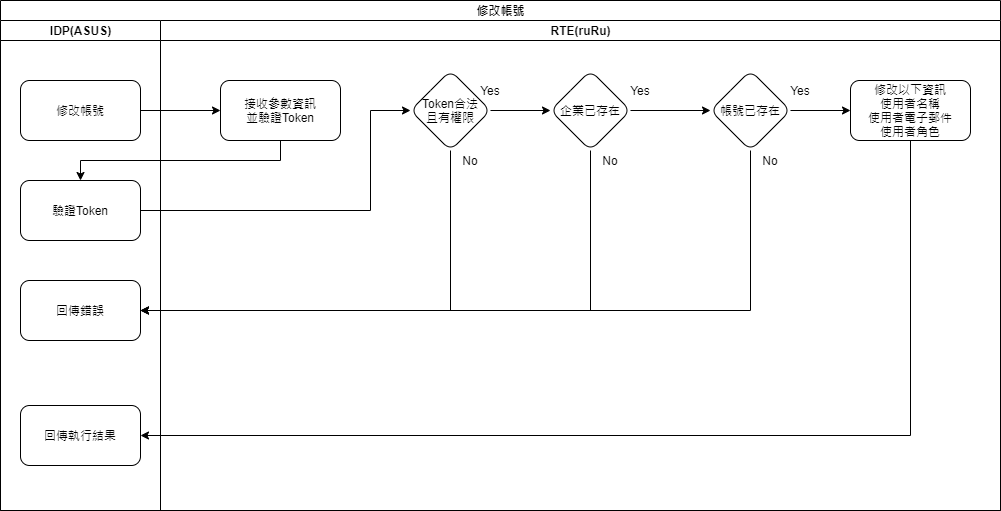 修改帳號
IDP(ASUS)
RTE(ruRu)
修改帳號
接收參數資訊
並驗證Token
Token合法
且有權限
Yes
企業已存在
Yes
帳號已存在
Yes
修改以下資訊
使用者名稱
使用者電子郵件
使用者角色
No
No
No
驗證Token
回傳錯誤
回傳執行結果